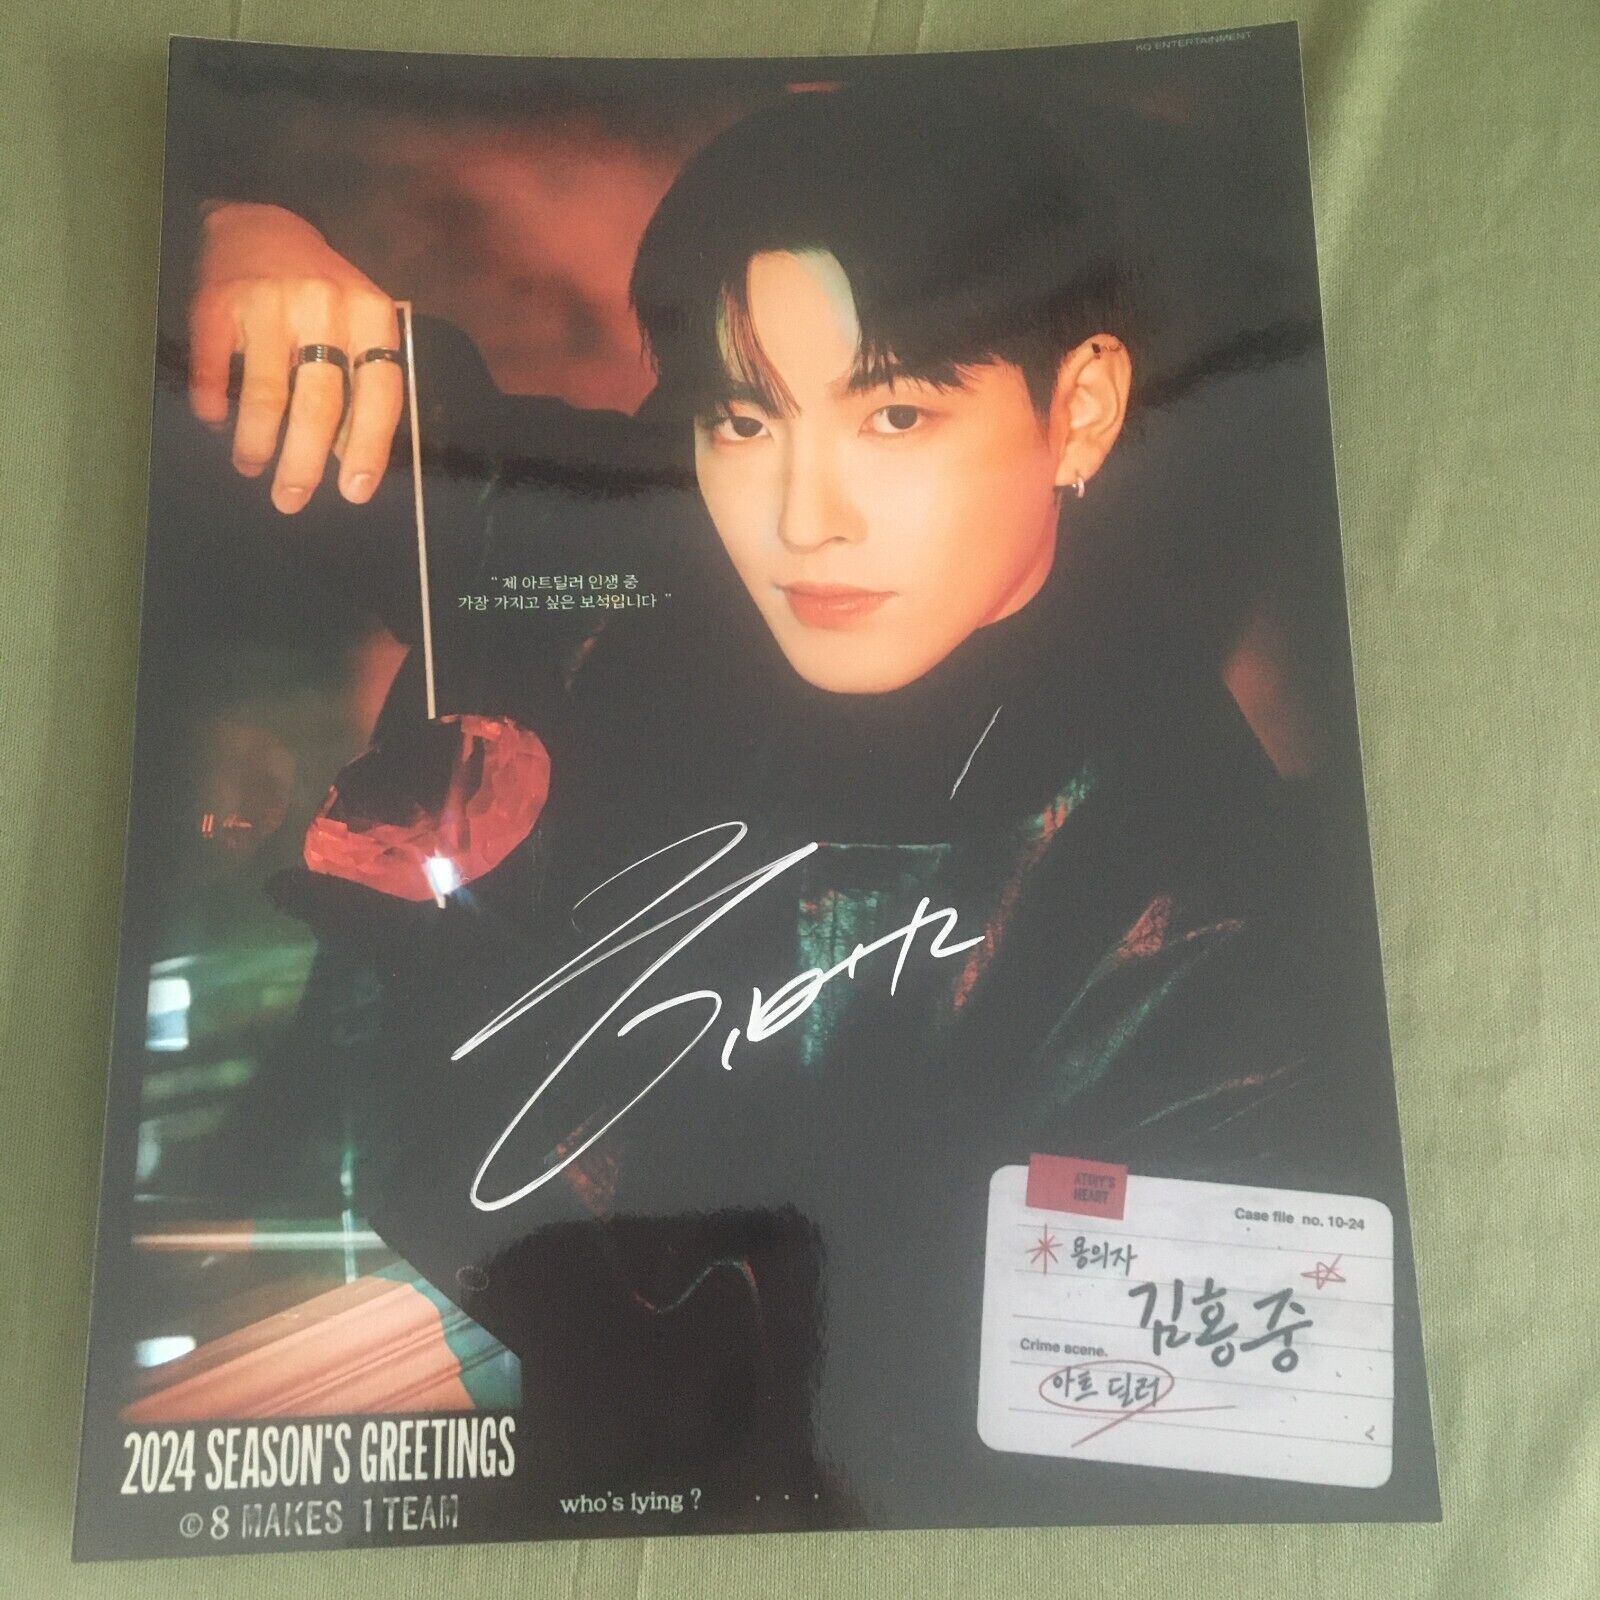 KQ ENTERTAINMENT
“ 제 아트딜러 인생 중
가장 가지고 싶은 보석입니다 ”
ATINY'S
HEART
Case file no. 10-24
용의자
김홍중
Crime scene.
아트 딜러
2024 SEASON'S GREETINGS
© 8 MAKES 1 TEAM
who's lying ? . . .